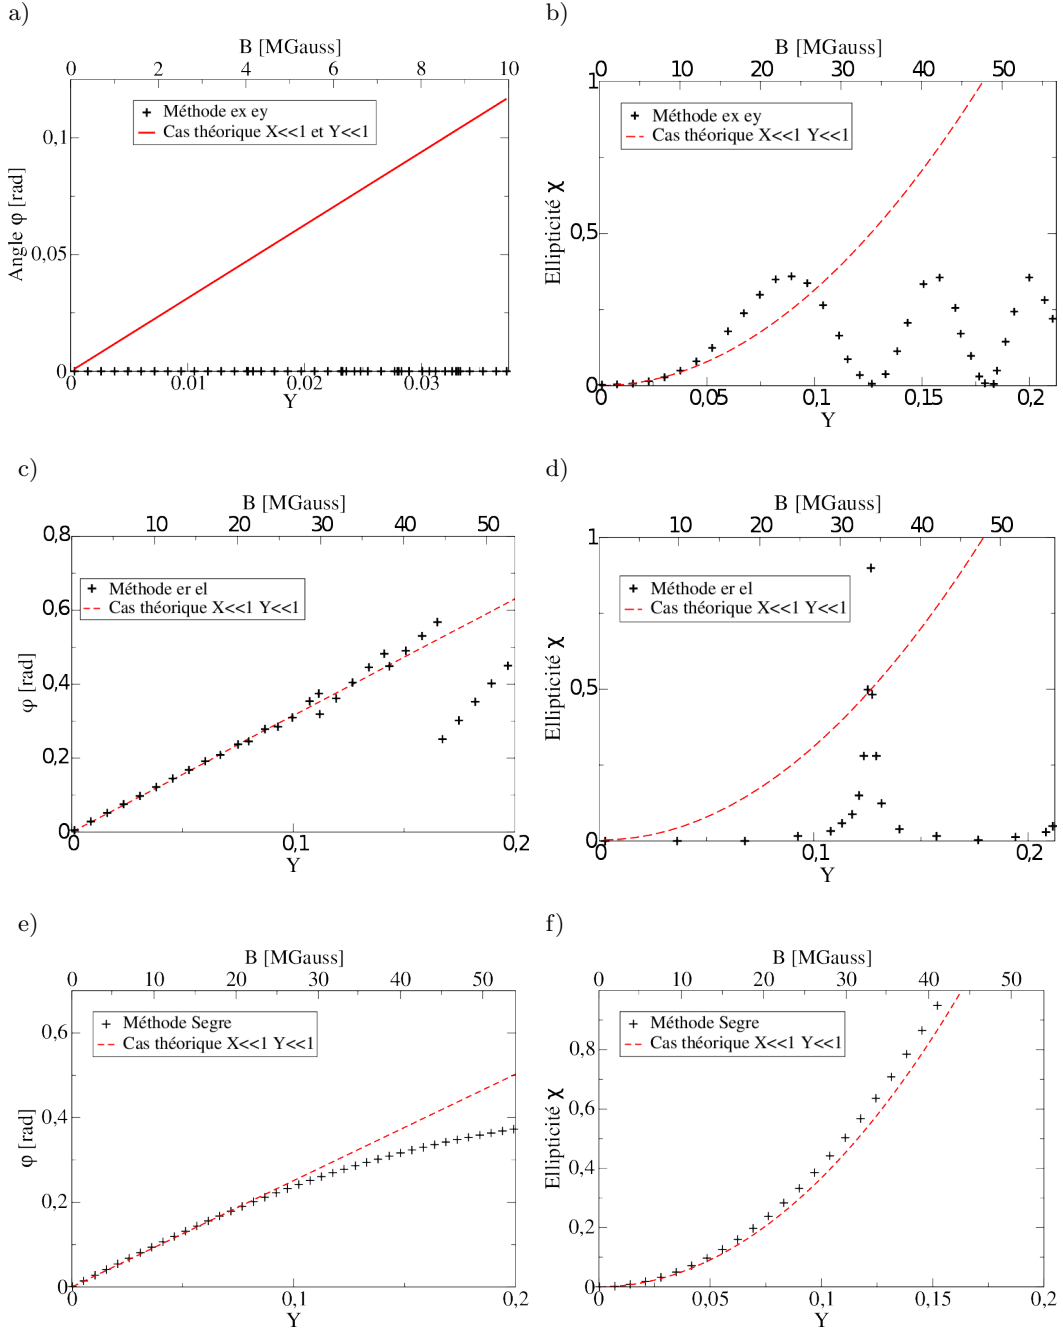 a)
B [MGauss]
0 2 4 6 8 10
Méthode ex ey
Cas théorique X<<1 et Y<<1
0,1
0,05
0
Angle φ [rad]
0 0.01 0.02 0.03
Y
b)
B [MGauss]
0 10 20 30 40 50
Méthode ex ey
Cas théorique X<<1 Y<<1
1
0,5
0
Ellipticité χ
0,05 0,1 0,15 0,2
Y
c)
B [MGauss]
10 20 30 40 50
Méthode er el
Cas théorique X<<1 Y<<1
0,8
0,6
0,4
0,2
0
φ [rad]
0 0,1 0,2
Y
d)
B [MGauss]
10 20 30 40 50
Méthode er el
Cas théorique X<<1 Y<<1
1
0,5
0
Ellipticité χ
0 0,1 0,2
Y
e)
B [MGauss]
0 10 20 30 40 50
Méthode Segre
Cas théorique X<<1 Y<<1
0,6
0,4
0,2
0
φ [rad]
0 0,1 0,2
Y
f)
B [MGauss]
0 10 20 30 40 50
Méthode Segre
Cas théorique X<<1 Y<<1
0,8
0,6
0,4
0,2
0
Ellipticité χ
0 0,05 0,1 0,15 0,2
Y